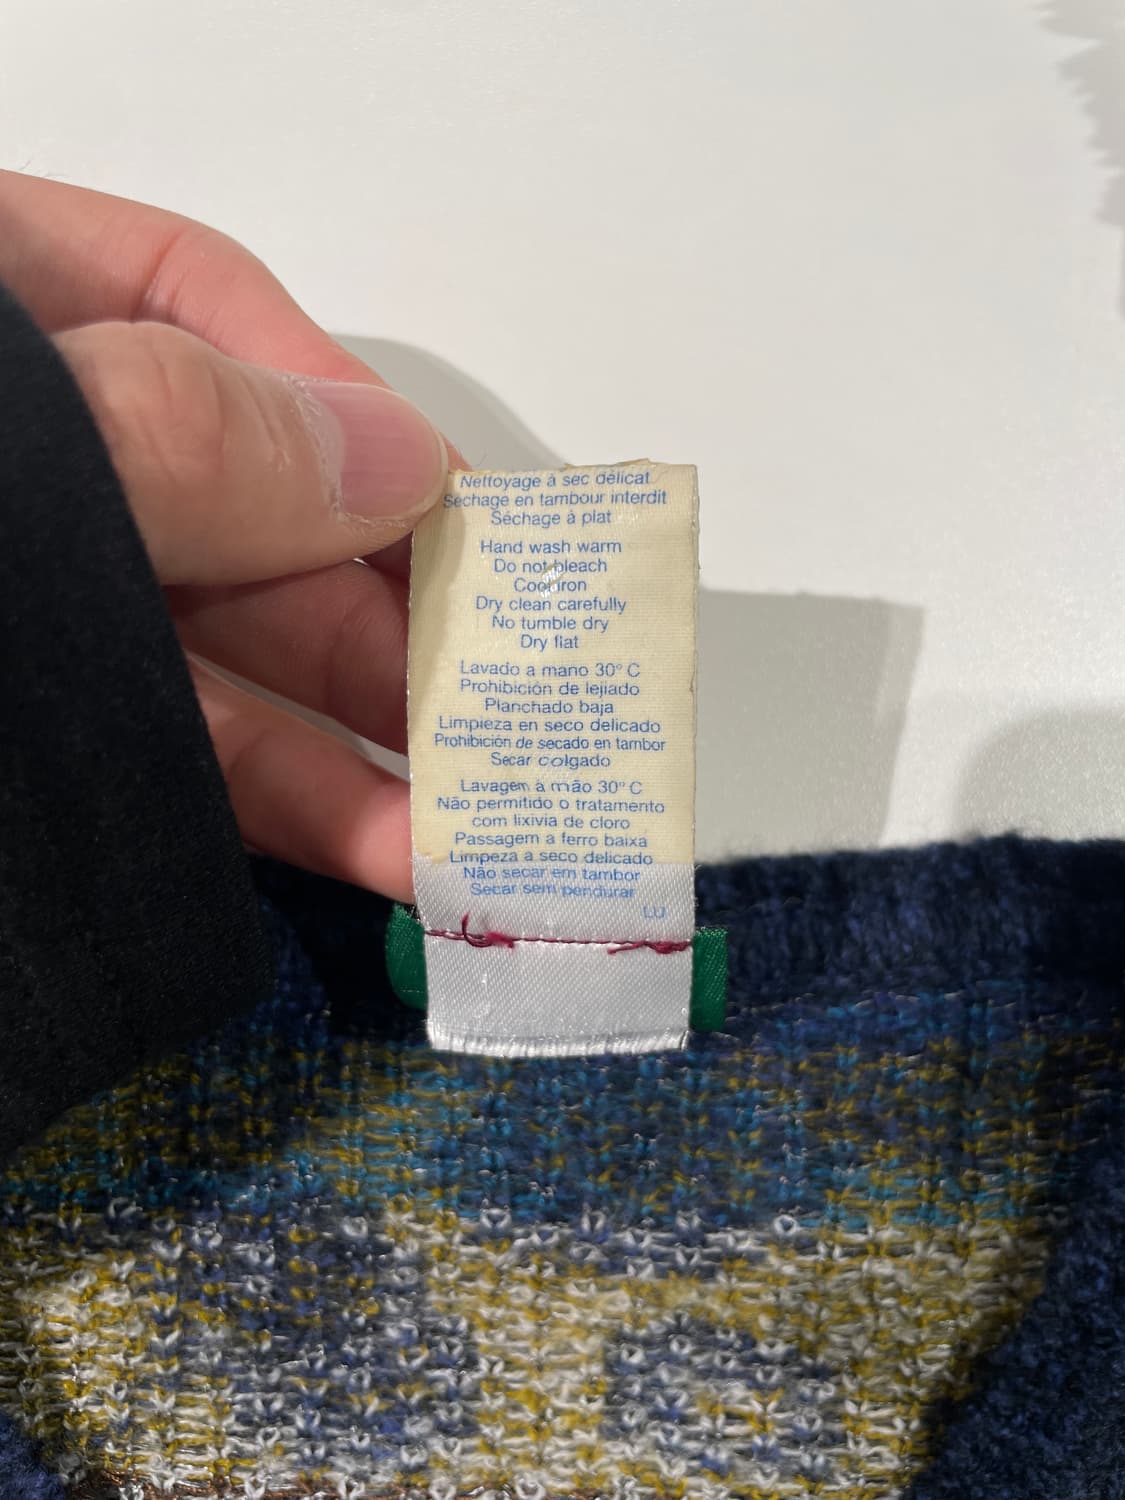 Nettoyage à sec délicat
Séchage en tambour interdit
Séchage à plat
Hand wash warm
Do not bleach
Cool iron
Dry clean carefully
No tumble dry
Dry flat
Lavado a mano 30° C
Prohibición de lejiado
Planchado baja
Limpieza en seco delicado
Prohibición de secado en tambor
Secar colgado
Lavagem à mão 30° C
Não permitido o tratamento
com lixivia de cloro
Passagem a ferro baixa
Limpeza a seco delicado
Não secar em tambor
Secar sem pendurar
LU